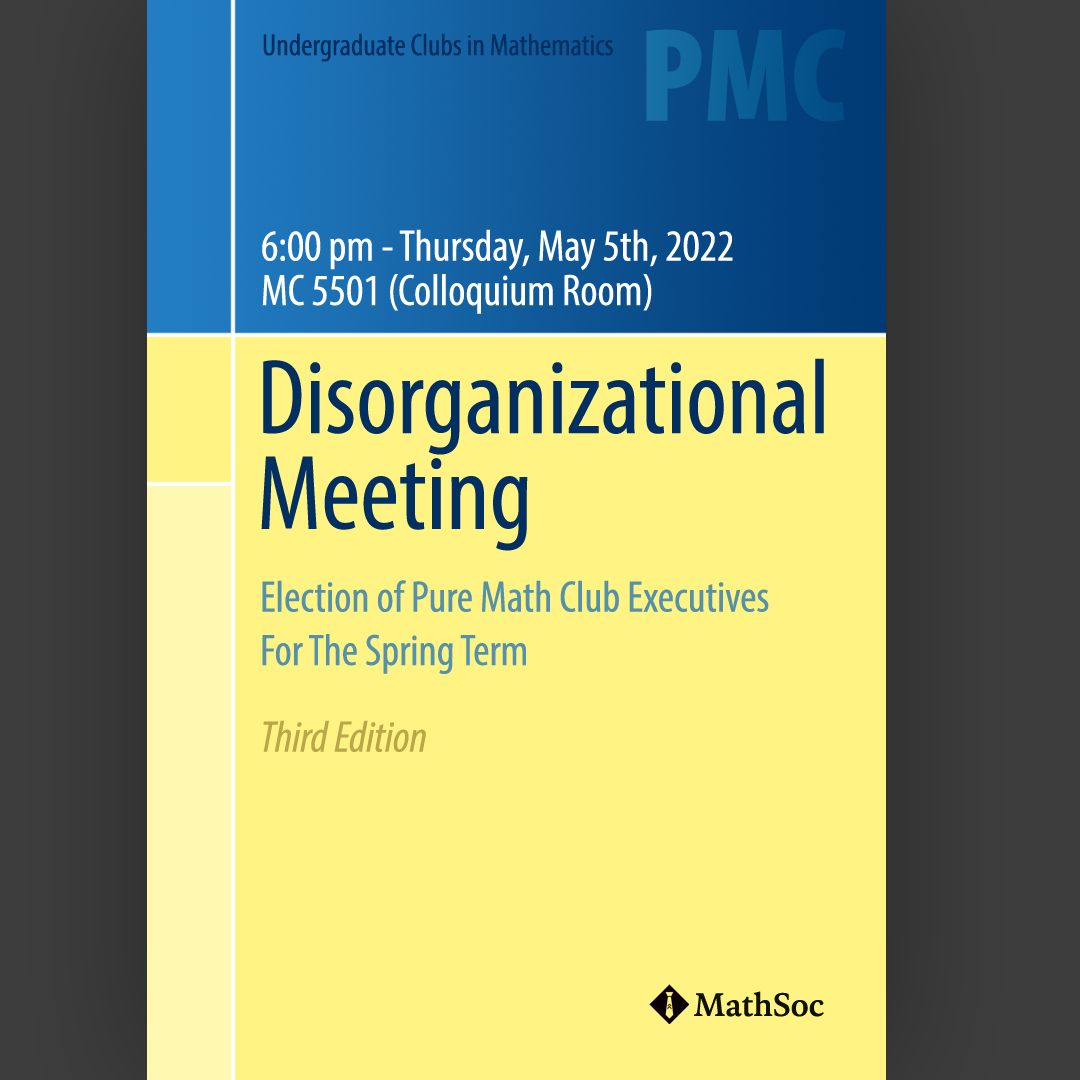 Undergraduate Clubs in Mathematics
PMC
6:00 pm - Thursday, May 5th, 2022
MC 5501 (Colloquium Room)
Disorganizational
Meeting
Election of Pure Math Club Executives
For The Spring Term
Third Edition
MathSoc